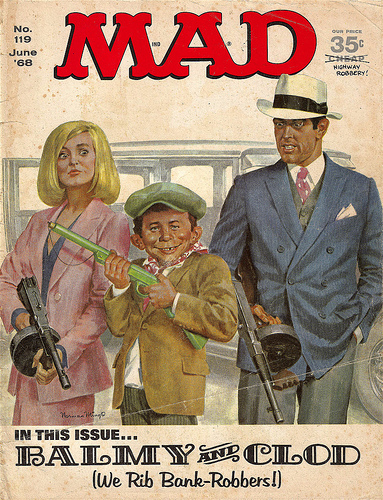 No.
119
June
'68
MAD
IND
OUR PRICE
35¢
CHEAP
HIGHWAY
ROBBERY!
IN THIS ISSUE...
BALMY AND CLOD
(We Rib Bank-Robbers!)